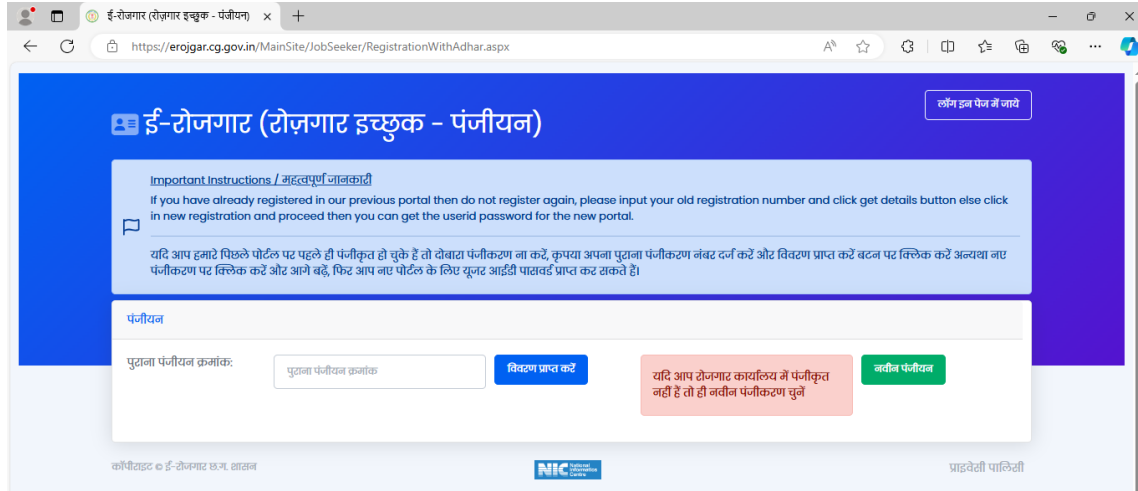 ई-रोजगार (रोज़गार इच्छुक - पंजीयन)
https://erojgar.cg.gov.in/MainSite/JobSeeker/RegistrationWithAdhar.aspx
लॉग इन पेज में जाये
ई-रोजगार (रोज़गार इच्छुक - पंजीयन)
Important Instructions / महत्वपूर्ण जानकारी
If you have already registered in our previous portal then do not register again, please input your old registration number and click get details button else click
in new registration and proceed then you can get the userid password for the new portal.
यदि आप हमारे पिछले पोर्टल पर पहले ही पंजीकृत हो चुके हैं तो दोबारा पंजीकरण ना करें, कृपया अपना पुराना पंजीकरण नंबर दर्ज करें और विवरण प्राप्त करें बटन पर क्लिक करें अन्यथा नए
पंजीकरण पर क्लिक करें और आगे बढ़ें, फिर आप नए पोर्टल के लिए यूजर आईडी पासवर्ड प्राप्त कर सकते हैं।
पंजीयन
पुराना पंजीयन क्रमांक:
पुराना पंजीयन क्रमांक
विवरण प्राप्त करें
यदि आप रोजगार कार्यालय में पंजीकृत
नहीं हैं तो ही नवीन पंजीकरण चुनें
नवीन पंजीयन
कॉपीराइट © ई-रोजगार छ.ग. शासन
NIC National
Informatics
Centre
प्राइवेसी पालिसी